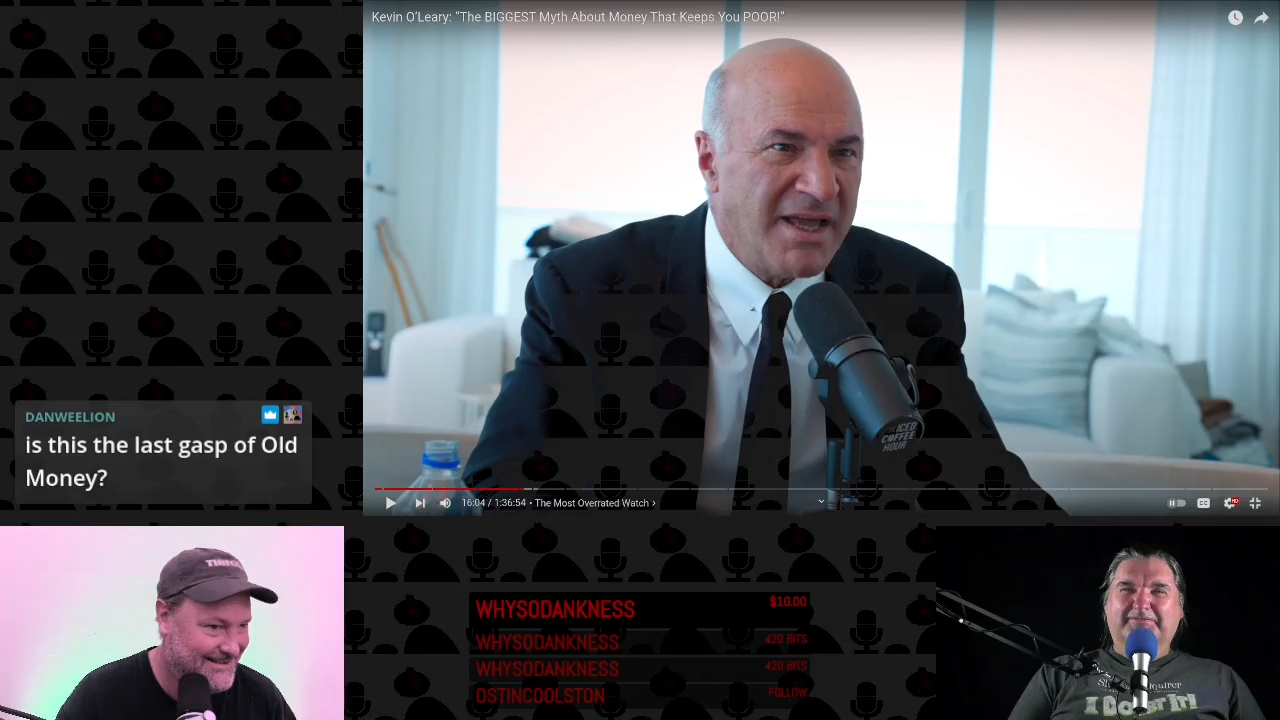 Kevin O'Leary: "The BIGGEST Myth About Money That Keeps You POOR!"
ICED
COFFEE
HOUR
DANWEELION
is this the last gasp of Old
Money?
16:04 / 1:36:54 • The Most Overrated Watch ›
CC
HD
WHYSODANKNESS $10.00
WHYSODANKNESS 420 BITS
WHYSODANKNESS 420 BITS
OSTINCOOLSTON FOLLOW